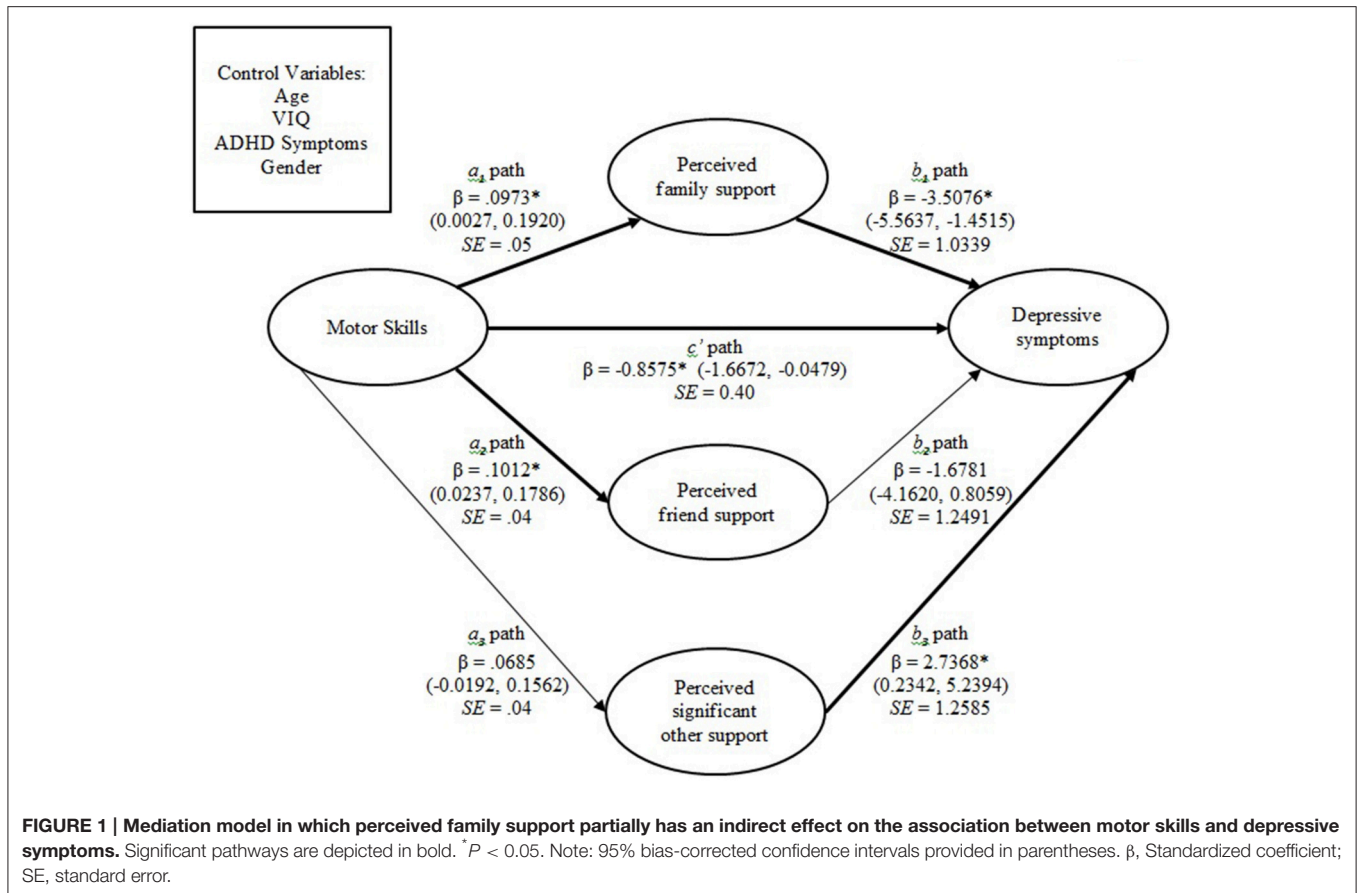 Control Variables:
Age
VIQ
ADHD Symptoms
Gender
a₁ path
β = .0973*
(0.0027, 0.1920)
SE = .05
Perceived
family support
b₁ path
β = -3.5076*
(-5.5637, -1.4515)
SE = 1.0339
Motor Skills
Depressive
symptoms
c' path
β = -0.8575* (-1.6672, -0.0479)
SE = 0.40
a₂ path
β = .1012*
(0.0237, 0.1786)
SE = .04
Perceived
friend support
b₂ path
β = -1.6781
(-4.1620, 0.8059)
SE = 1.2491
a₃ path
β = .0685
(-0.0192, 0.1562)
SE = .04
Perceived
significant
other support
b₃ path
β = 2.7368*
(0.2342, 5.2394)
SE = 1.2585
FIGURE 1 | Mediation model in which perceived family support partially has an indirect effect on the association between motor skills and depressive
symptoms. Significant pathways are depicted in bold. *P < 0.05. Note: 95% bias-corrected confidence intervals provided in parentheses. β, Standardized coefficient;
SE, standard error.